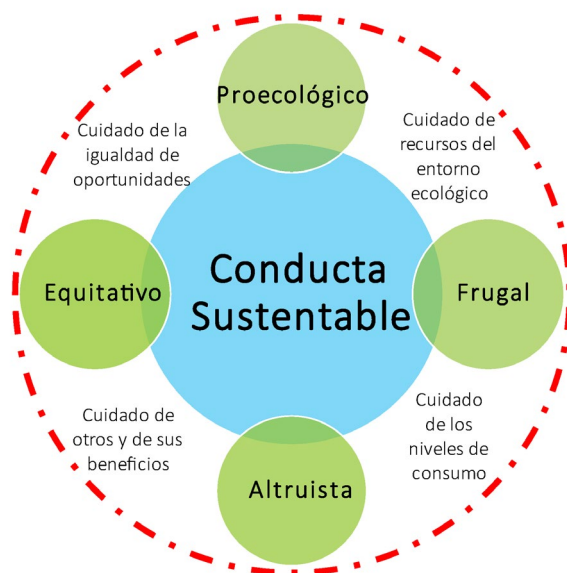 Proecológico
Cuidado de la
igualdad de
oportunidades
Cuidado de
recursos del
entorno
ecológico
Equitativo
Conducta
Sustentable
Frugal
Cuidado de
otros y de sus
beneficios
Cuidado
de los
niveles de
consumo
Altruista